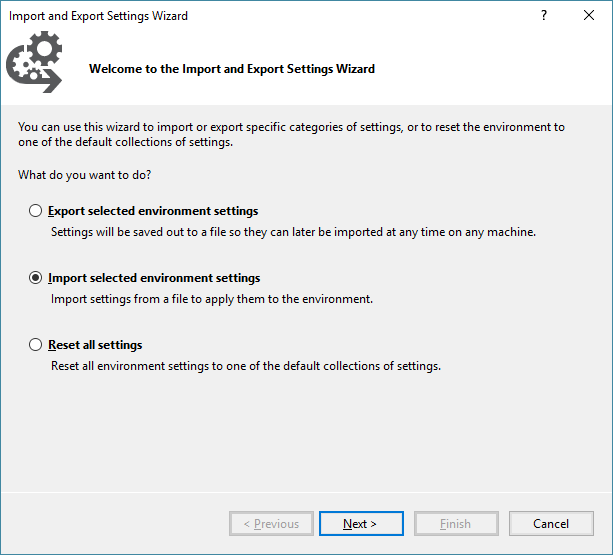 Import and Export Settings Wizard
?
Welcome to the Import and Export Settings Wizard
You can use this wizard to import or export specific categories of settings, or to reset the environment to
one of the default collections of settings.
What do you want to do?
Export selected environment settings
Settings will be saved out to a file so they can later be imported at any time on any machine.
Import selected environment settings
Import settings from a file to apply them to the environment.
Reset all settings
Reset all environment settings to one of the default collections of settings.
< Previous
Next >
Finish
Cancel